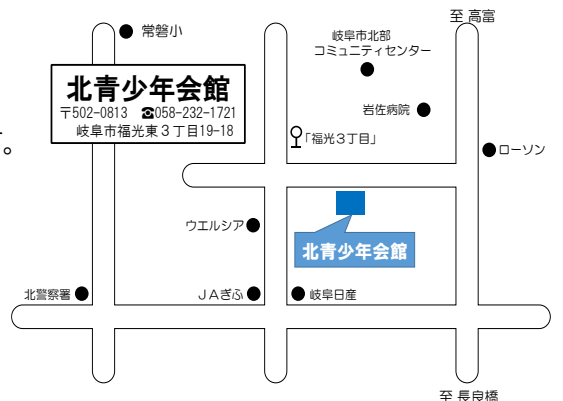 至 高富
常磐小
岐阜市北部
コミュニティセンター
北青少年会館
〒502-0813 ☎058-232-1721
岐阜市福光東３丁目19-18
岩佐病院
「福光３丁目」
。
ローソン
ウエルシア
北青少年会館
北警察署
ＪＡぎふ
岐阜日産
至 長良橋